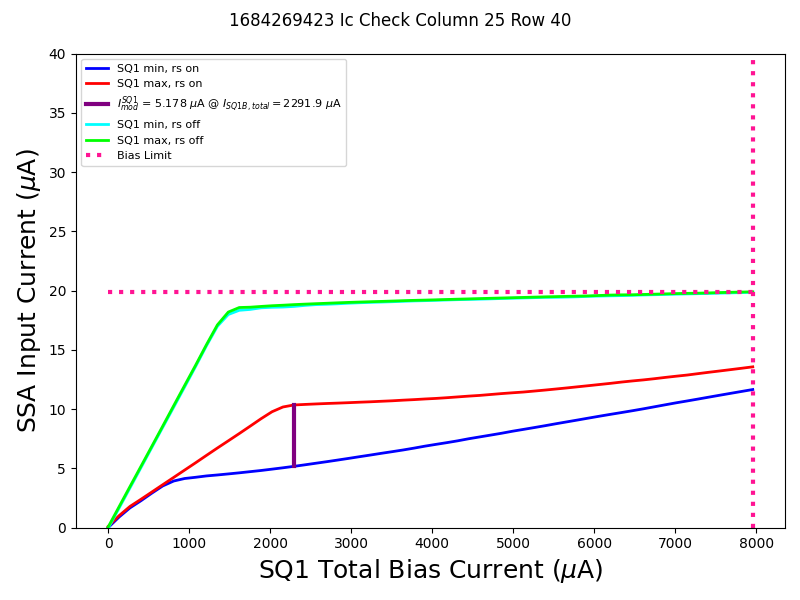 1684269423 Ic Check Column 25 Row 40
40
35
30
25
20
15
10
5
0
SSA Input Current (μA)
SQ1 min, rs on
SQ1 max, rs on
I_{mod}^{SQ1} = 5.178 μA @ I_{SQ1B,total} = 2291.9 μA
SQ1 min, rs off
SQ1 max, rs off
Bias Limit
0 1000 2000 3000 4000 5000 6000 7000 8000
SQ1 Total Bias Current (μA)